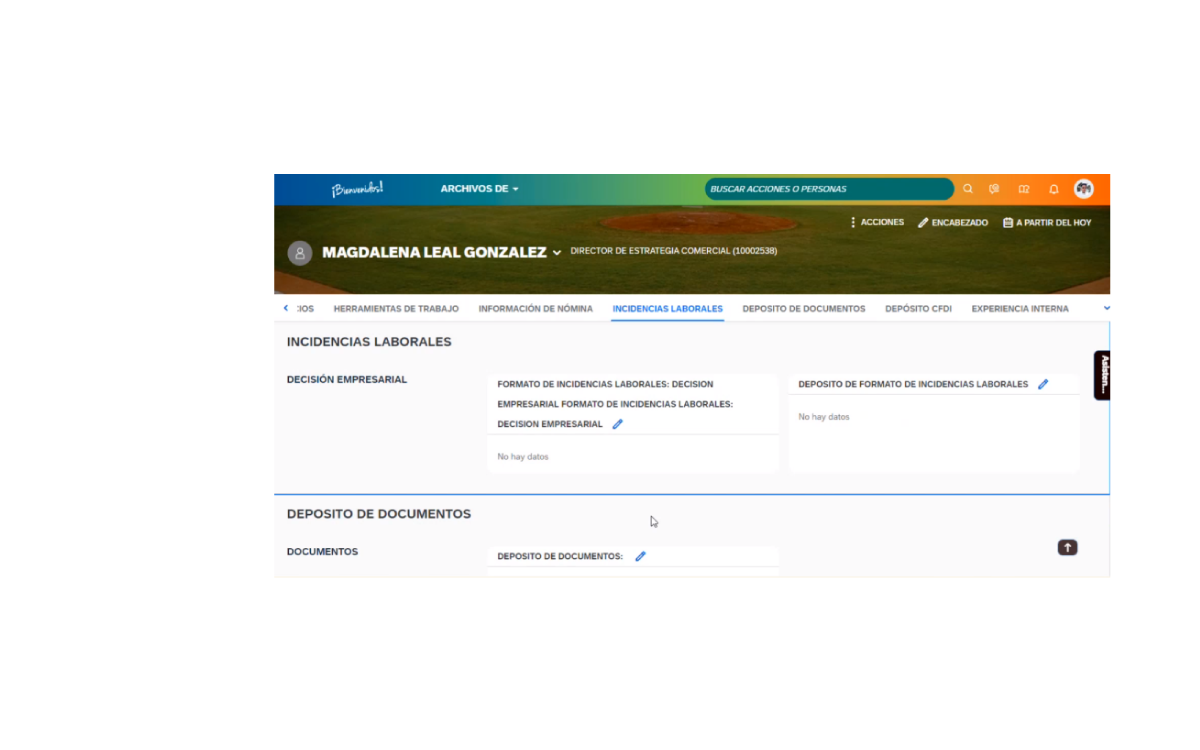 ¡Bienvenidos!
ARCHIVOS DE
BUSCAR ACCIONES O PERSONAS
ACCIONES
ENCABEZADO
A PARTIR DEL HOY
MAGDALENA LEAL GONZALEZ
DIRECTOR DE ESTRATEGIA COMERCIAL (10002538)
IOS
HERRAMIENTAS DE TRABAJO
INFORMACIÓN DE NÓMINA
INCIDENCIAS LABORALES
DEPOSITO DE DOCUMENTOS
DEPÓSITO CFDI
EXPERIENCIA INTERNA
INCIDENCIAS LABORALES
Asisten...
DECISIÓN EMPRESARIAL
FORMATO DE INCIDENCIAS LABORALES: DECISION
EMPRESARIAL FORMATO DE INCIDENCIAS LABORALES:
DECISION EMPRESARIAL
No hay datos
DEPOSITO DE FORMATO DE INCIDENCIAS LABORALES
No hay datos
DEPOSITO DE DOCUMENTOS
DOCUMENTOS
DEPOSITO DE DOCUMENTOS: